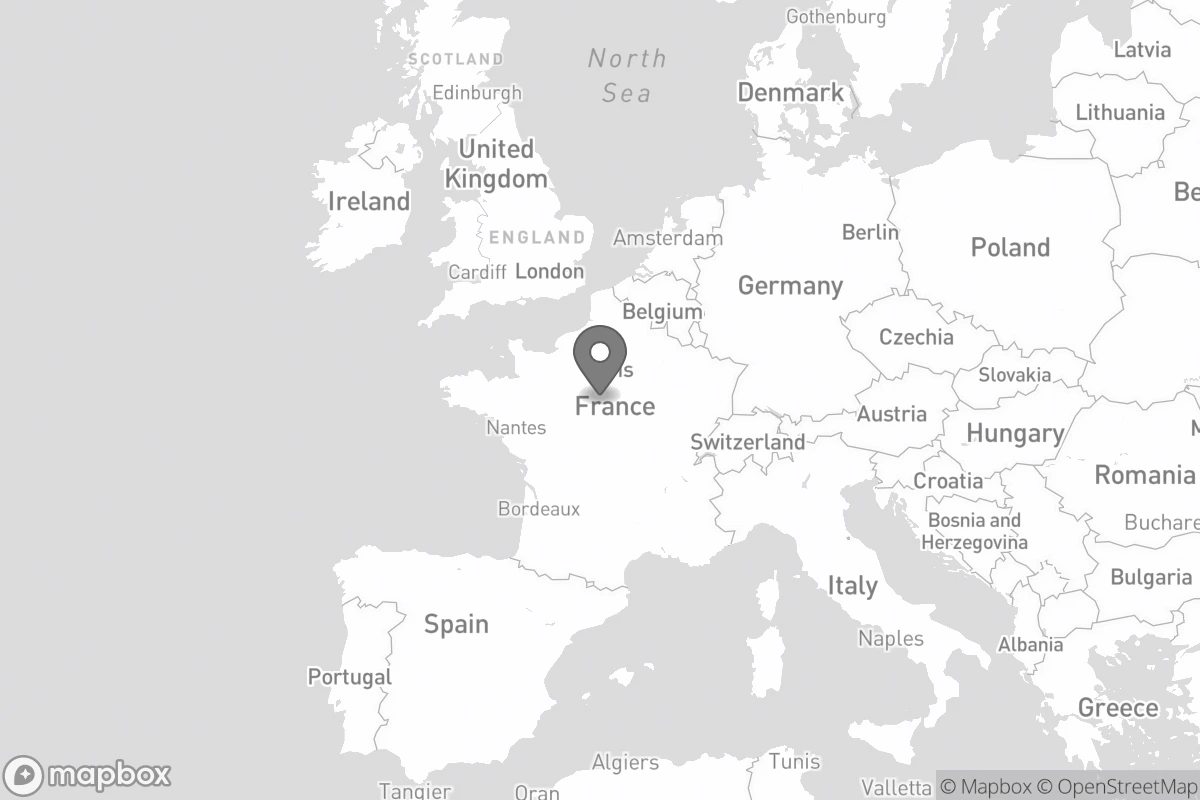 Gothenburg
Latvia
SCOTLAND
North
Sea
Edinburgh
Denmark
Lithuania
United
Kingdom
Ireland
Be
ENGLAND
Amsterdam
Berlin
Poland
Cardiff
London
Germany
Belgium
Czechia
is
Slovakia
France
Austria
Nantes
Switzerland
Hungary
M
Croatia
Romania
Bordeaux
Bosnia and
Herzegovina
Buchare
Bulgaria
Italy
Spain
Naples
Albania
Portugal
Greece
Algiers
Tunis
mapbox
Tangier
Oran
Valletta
© Mapbox © OpenStreetMap